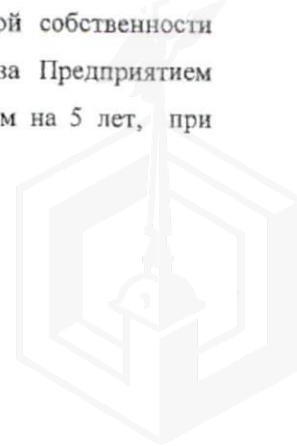 ой собственности
за Предприятием
м на 5 лет, при